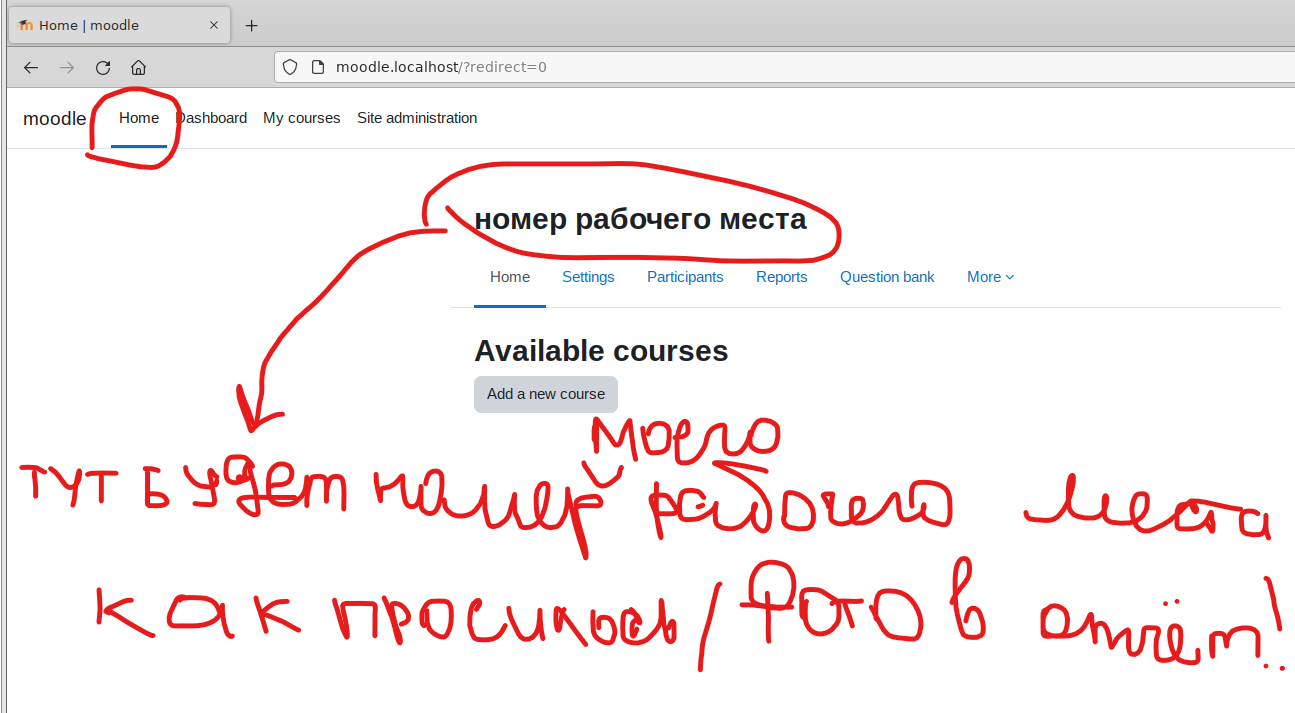 Home | moodle
moodle.localhost/?redirect=0
moodle Home Dashboard My courses Site administration
номер рабочего места
Home Settings Participants Reports Question bank More
Available courses
Add a new course
моего
тут будет номер рабочего места
как просилось / фото в отчёт!..